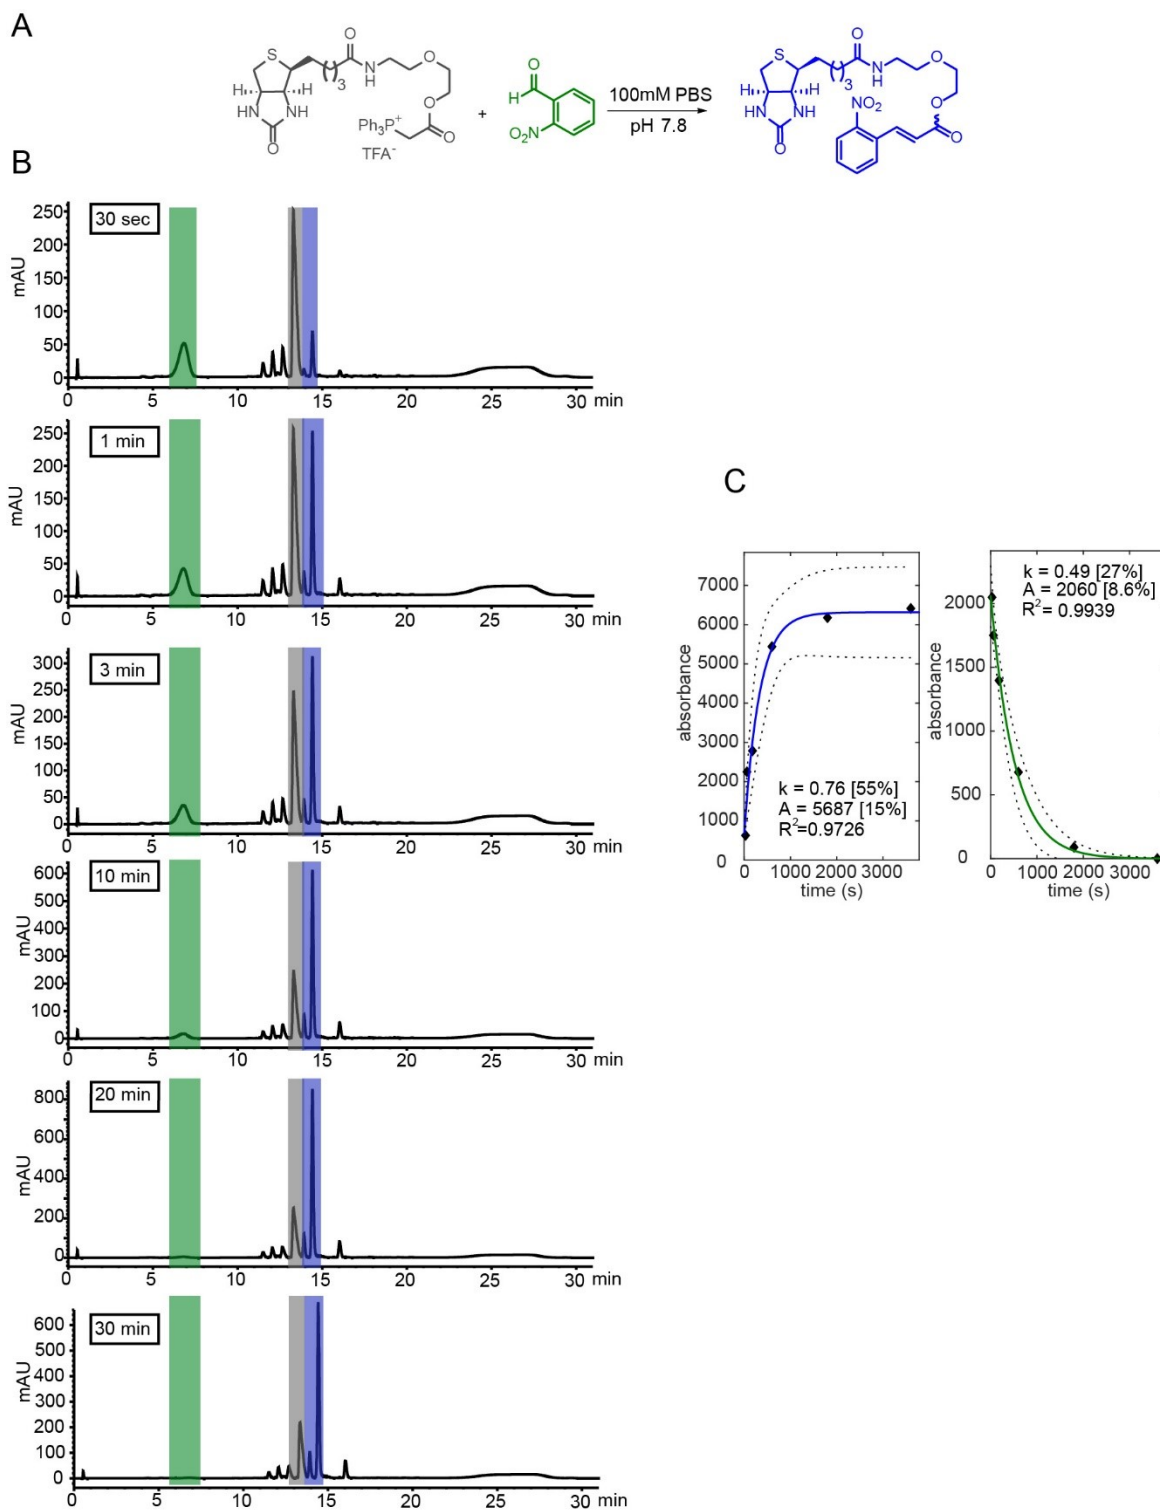 A
S
O
N
H
O
H
H
3
O
HN
NH
O
Ph₃P⁺
O
TFA⁻
+
O
H
NO₂
100mM PBS
pH 7.8
S
O
N
H
O
H
H
3
NO₂
O
HN
NH
O
O
B
30 sec
mAU
250
200
150
100
50
0
0 5 10 15 20 25 30 min
1 min
mAU
250
200
150
100
50
0
0 5 10 15 20 25 30 min
3 min
mAU
300
250
200
150
100
50
0
0 5 10 15 20 25 30 min
10 min
mAU
600
500
400
300
200
100
0
0 5 10 15 20 25 30 min
20 min
mAU
800
600
400
200
0
0 5 10 15 20 25 30 min
30 min
mAU
600
500
400
300
200
100
0
0 5 10 15 20 25 30 min
C
absorbance
7000
6000
5000
4000
3000
2000
1000
0
k = 0.76 [55%]
A = 5687 [15%]
R²=0.9726
0 1000 2000 3000
time (s)
absorbance
2000
1500
1000
500
0
k = 0.49 [27%]
A = 2060 [8.6%]
R² = 0.9939
0 1000 2000 3000
time (s)